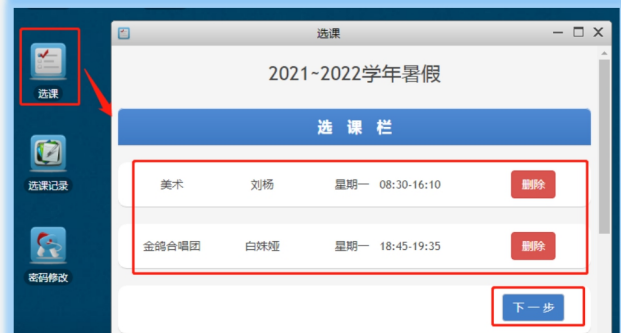 选课
2021~2022学年暑假
选课
选 课 栏
美术 刘杨 星期一 08:30-16:10 删除
选课记录
金鸽合唱团 白姝娅 星期一 18:45-19:35 删除
密码修改
下一步